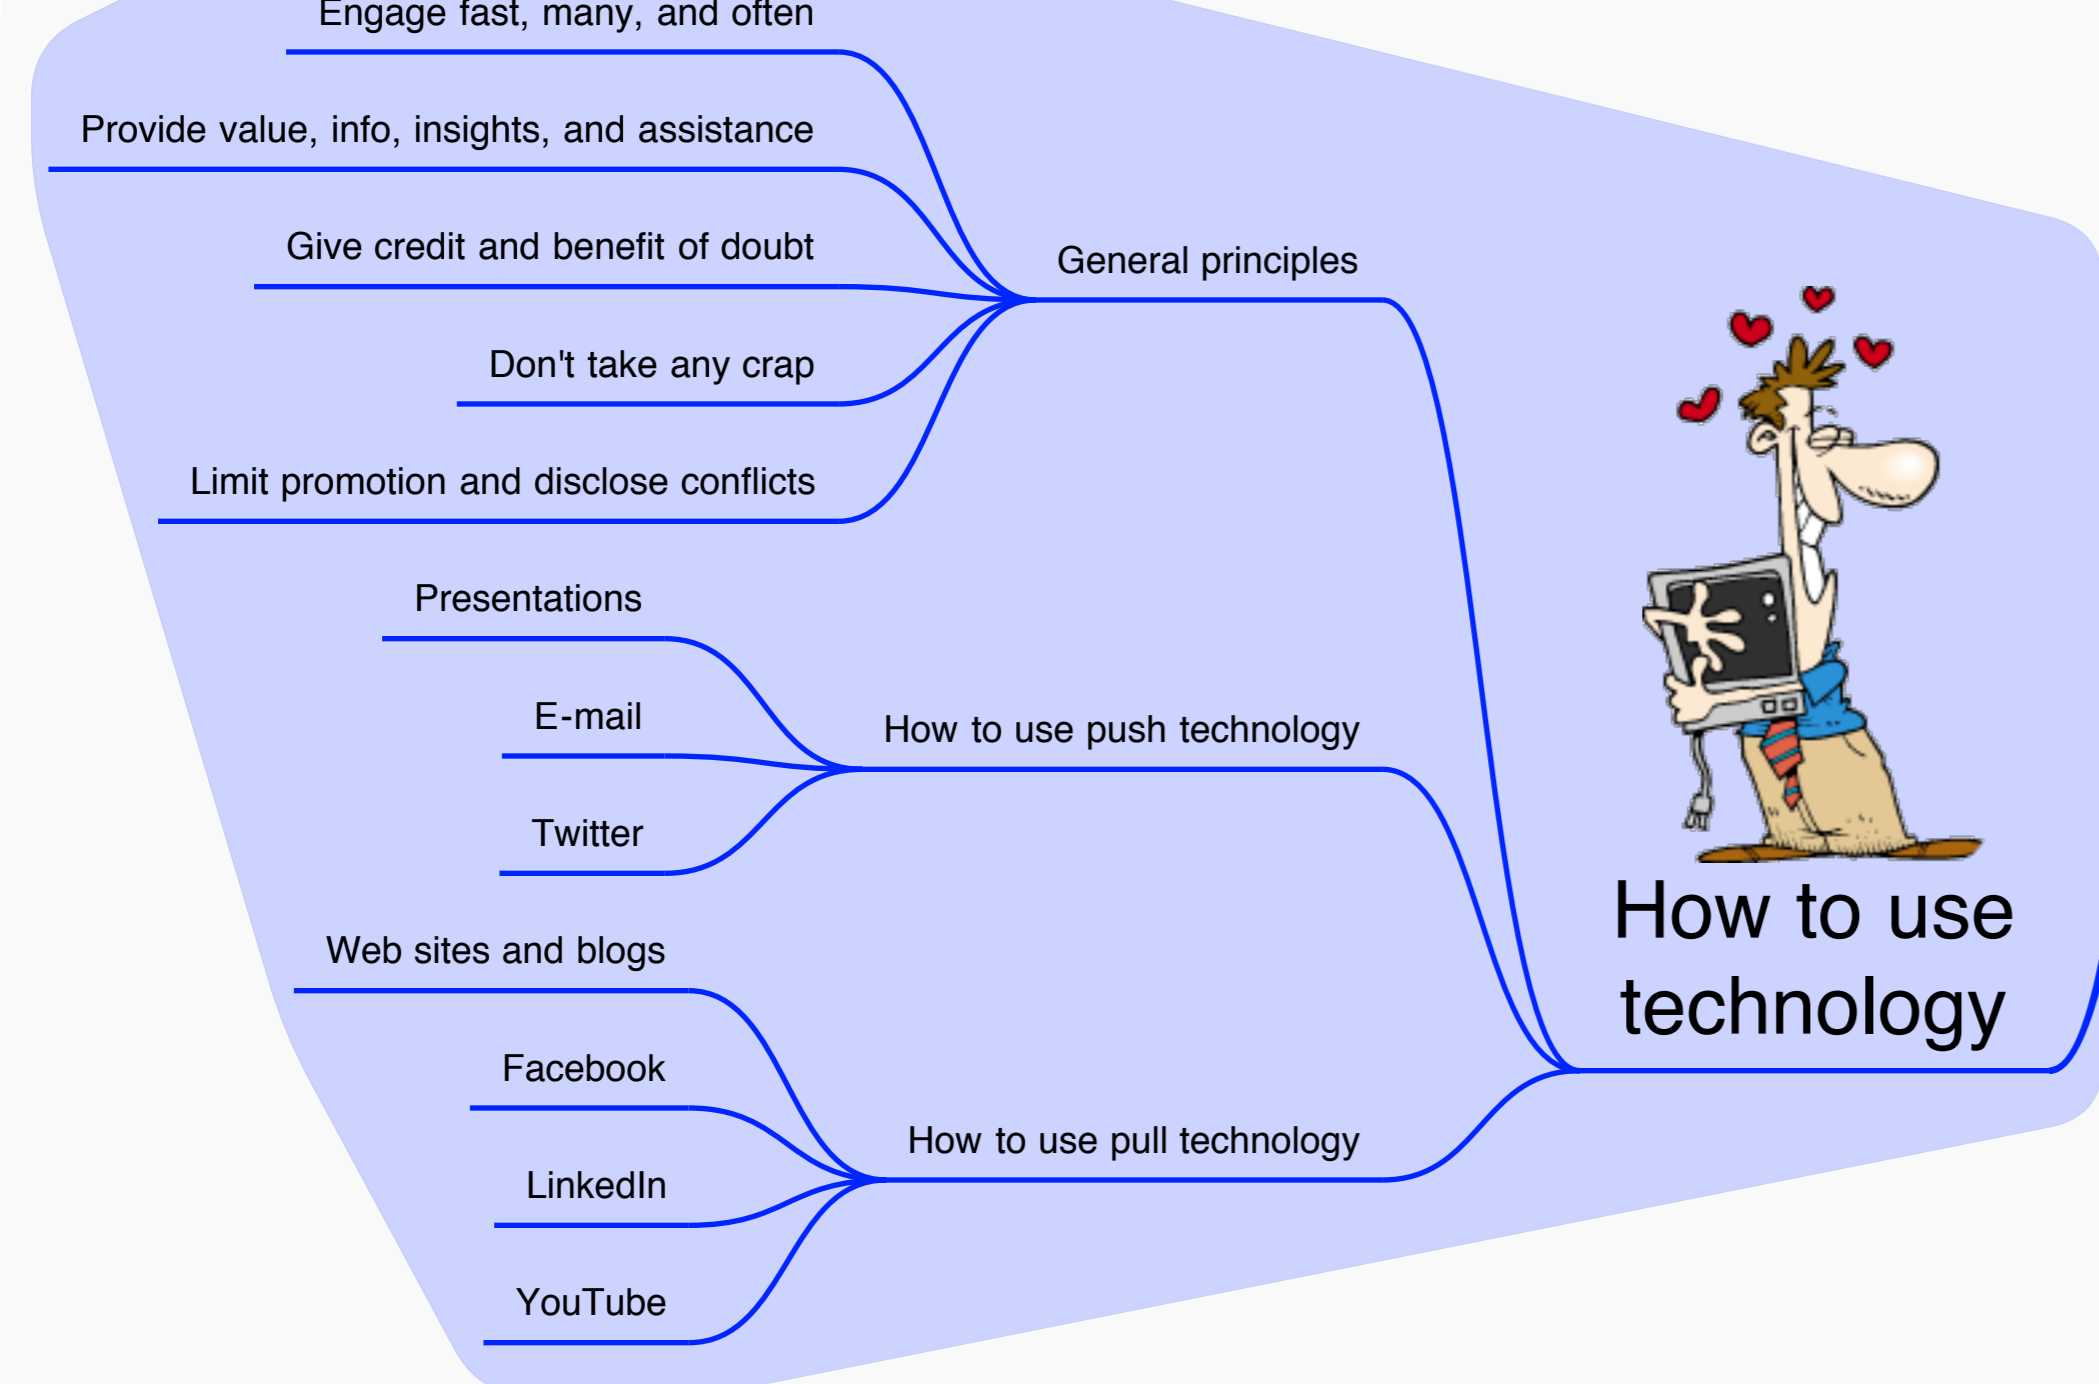 Engage fast, many, and often
Provide value, info, insights, and assistance
Give credit and benefit of doubt
Don't take any crap
Limit promotion and disclose conflicts
General principles
Presentations
E-mail
Twitter
How to use push technology
Web sites and blogs
Facebook
LinkedIn
YouTube
How to use pull technology
How to use
technology